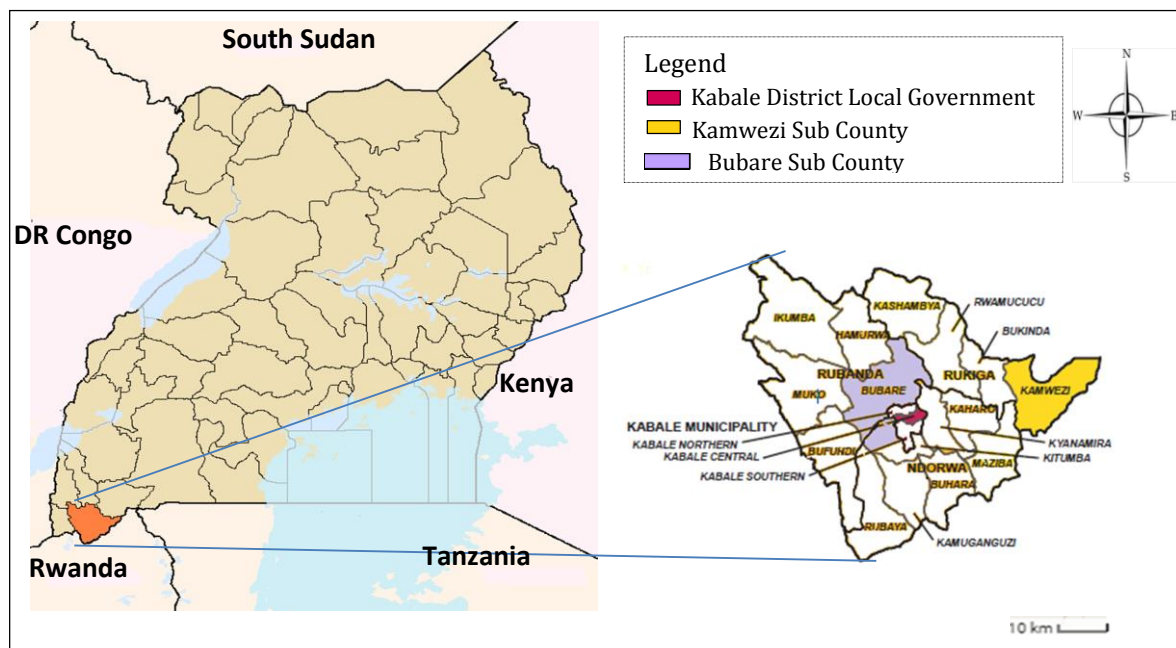 South Sudan
DR Congo
Kenya
Rwanda
Tanzania
Legend
Kabale District Local Government
Kamwezi Sub County
Bubare Sub County
N
W
E
S
IKUMBA
KASHAMBYA
RWAMUCUCU
HAMURWA
BUKINDA
RUBANDA
RUKIGA
MUKO
BUBARE
KAMWEZI
KAHARO
KABALE MUNICIPALITY
KABALE NORTHERN
KABALE CENTRAL
KABALE SOUTHERN
BUFUHDI
KYANAMIRA
KITUMBA
NDORWA
MAZIBA
BUHARA
RUBAYA
KAMUGANGUZI
10 km